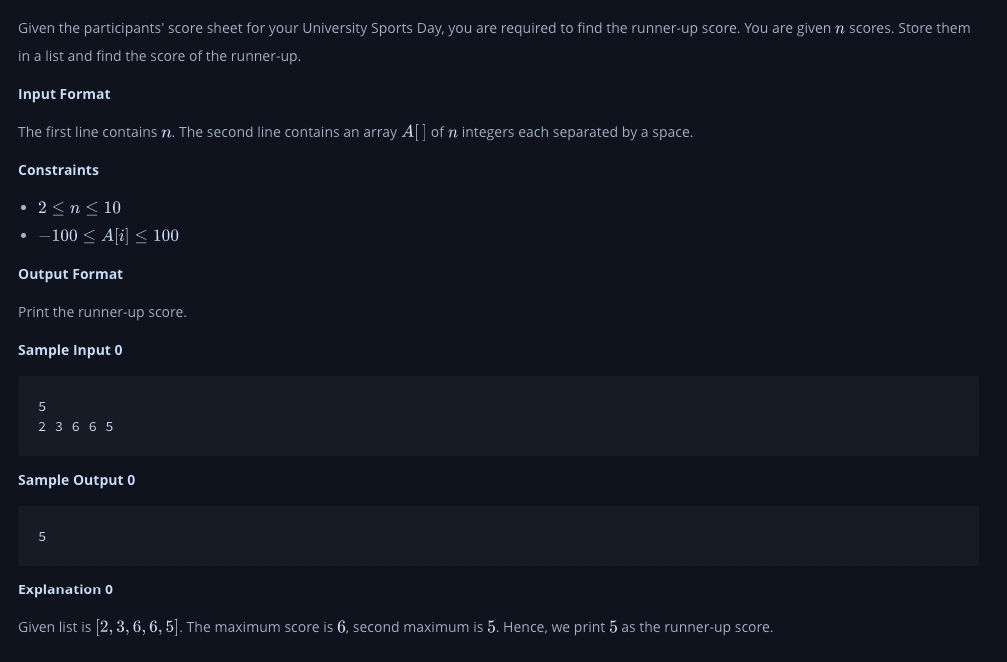 Given the participants' score sheet for your University Sports Day, you are required to find the runner-up score. You are given n scores. Store them
in a list and find the score of the runner-up.
Input Format
The first line contains n. The second line contains an array A[ ] of n integers each separated by a space.
Constraints
• 2 ≤ n ≤ 10
• −100 ≤ A[i] ≤ 100
Output Format
Print the runner-up score.
Sample Input 0
5
2 3 6 6 5
Sample Output 0
5
Explanation 0
Given list is [2, 3, 6, 6, 5]. The maximum score is 6, second maximum is 5. Hence, we print 5 as the runner-up score.